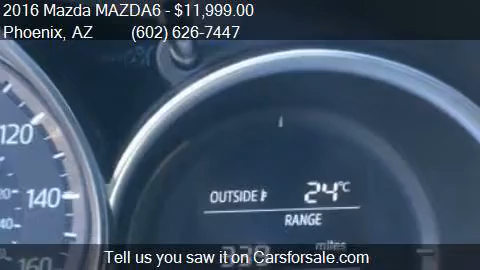 2016 Mazda MAZDA6 - $11,999.00
Phoenix, AZ (602) 626-7447
120
140
160
OUTSIDE 24°C
RANGE
miles
Tell us you saw it on Carsforsale.com